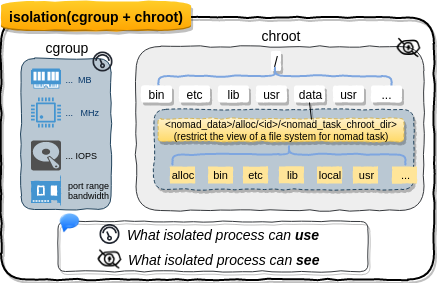 isolation(cgroup + chroot)
cgroup
... MB
... MHz
... IOPS
port range
bandwidth
chroot
/
bin etc lib usr data usr ...
<nomad_data>/alloc/<id>/<nomad_task_chroot_dir>
(restrict the view of a file system for nomad task)
alloc bin etc lib local usr ...
What isolated process can use
What isolated process can see